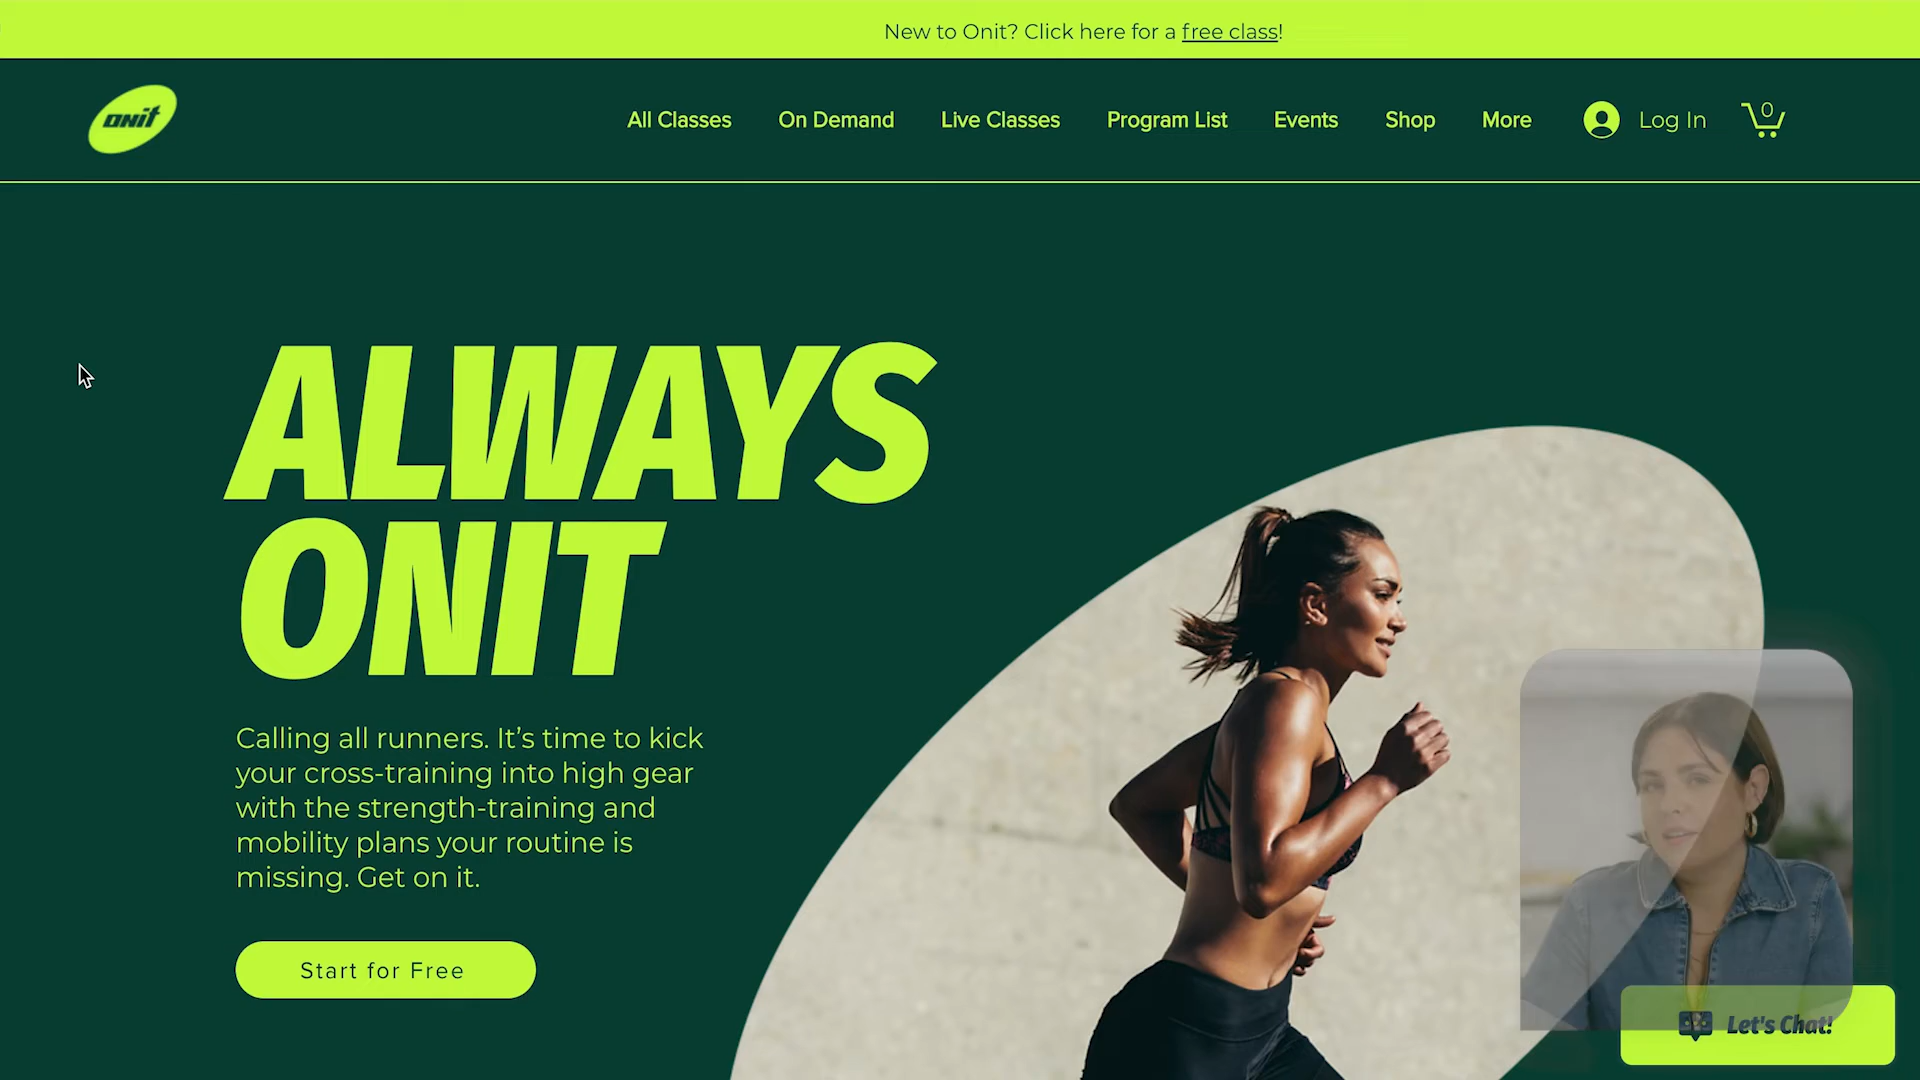 New to Onit? Click here for a free class!
ONIT
All Classes
On Demand
Live Classes
Program List
Events
Shop
More
Log In
0
ALWAYS
ONIT
Calling all runners. It’s time to kick
your cross-training into high gear
with the strength-training and
mobility plans your routine is
missing. Get on it.
Start for Free
Let's Chat!